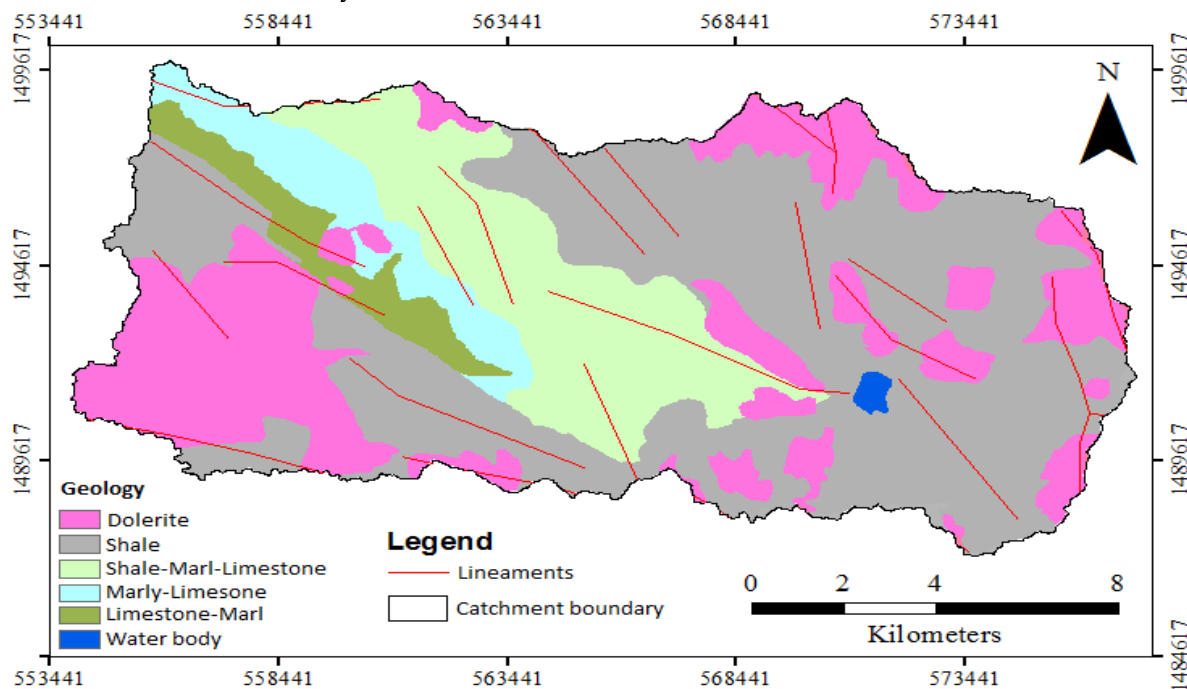 553441 558441 563441 568441 573441
1499617 1499617
N
1494617 1494617
1489617 1489617
Geology
Dolerite
Shale
Shale-Marl-Limestone
Marly-Limesone
Limestone-Marl
Water body
Legend
Lineaments
Catchment boundary
0 2 4 8
Kilometers
1484617 1484617
553441 558441 563441 568441 573441